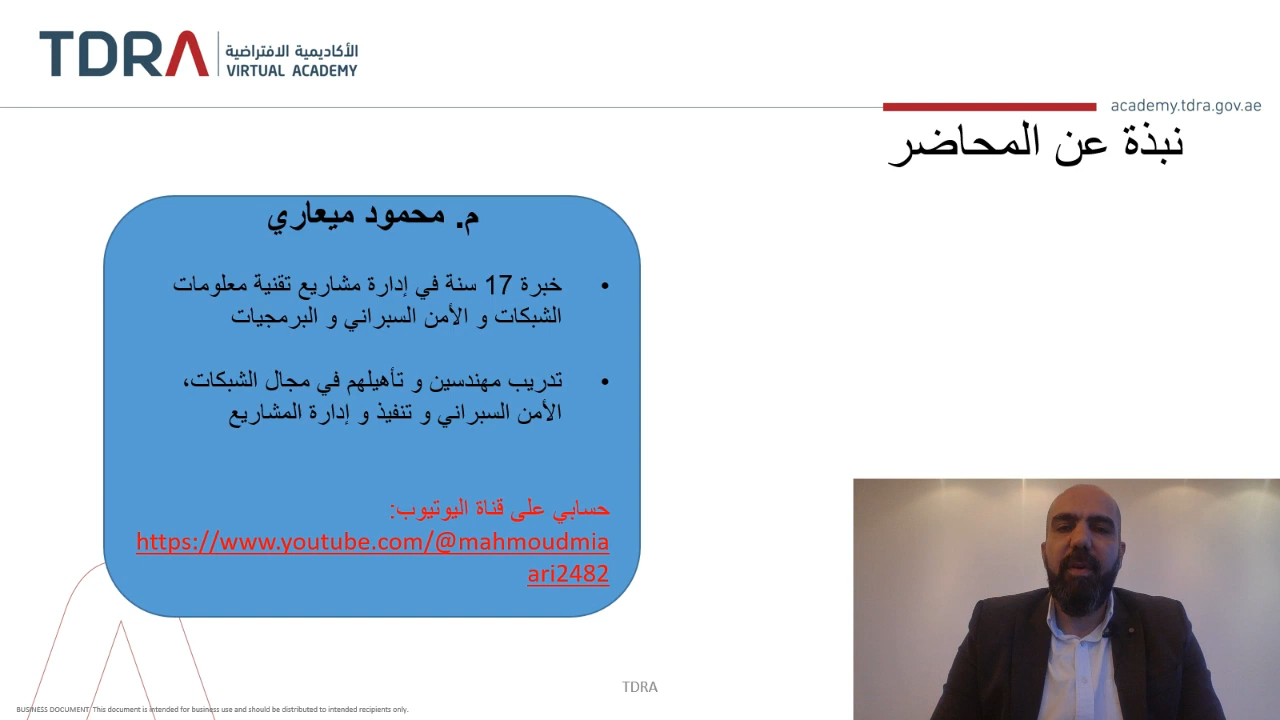 TDRA
الأكاديمية الافتراضية
VIRTUAL ACADEMY
academy.tdra.gov.ae
نبذة عن المحاضر
م. محمود ميعاري
• خبرة 17 سنة في إدارة مشاريع تقنية معلومات
الشبكات و الأمن السبراني و البرمجيات
• تدريب مهندسين و تأهيلهم في مجال الشبكات،
الأمن السبراني و تنفيذ و إدارة المشاريع
حسابي على قناة اليوتيوب:
https://www.youtube.com/@mahmoudmia
ari2482
TDRA
BUSINESS DOCUMENT: This document is intended for business use and should be distributed to intended recipients only.